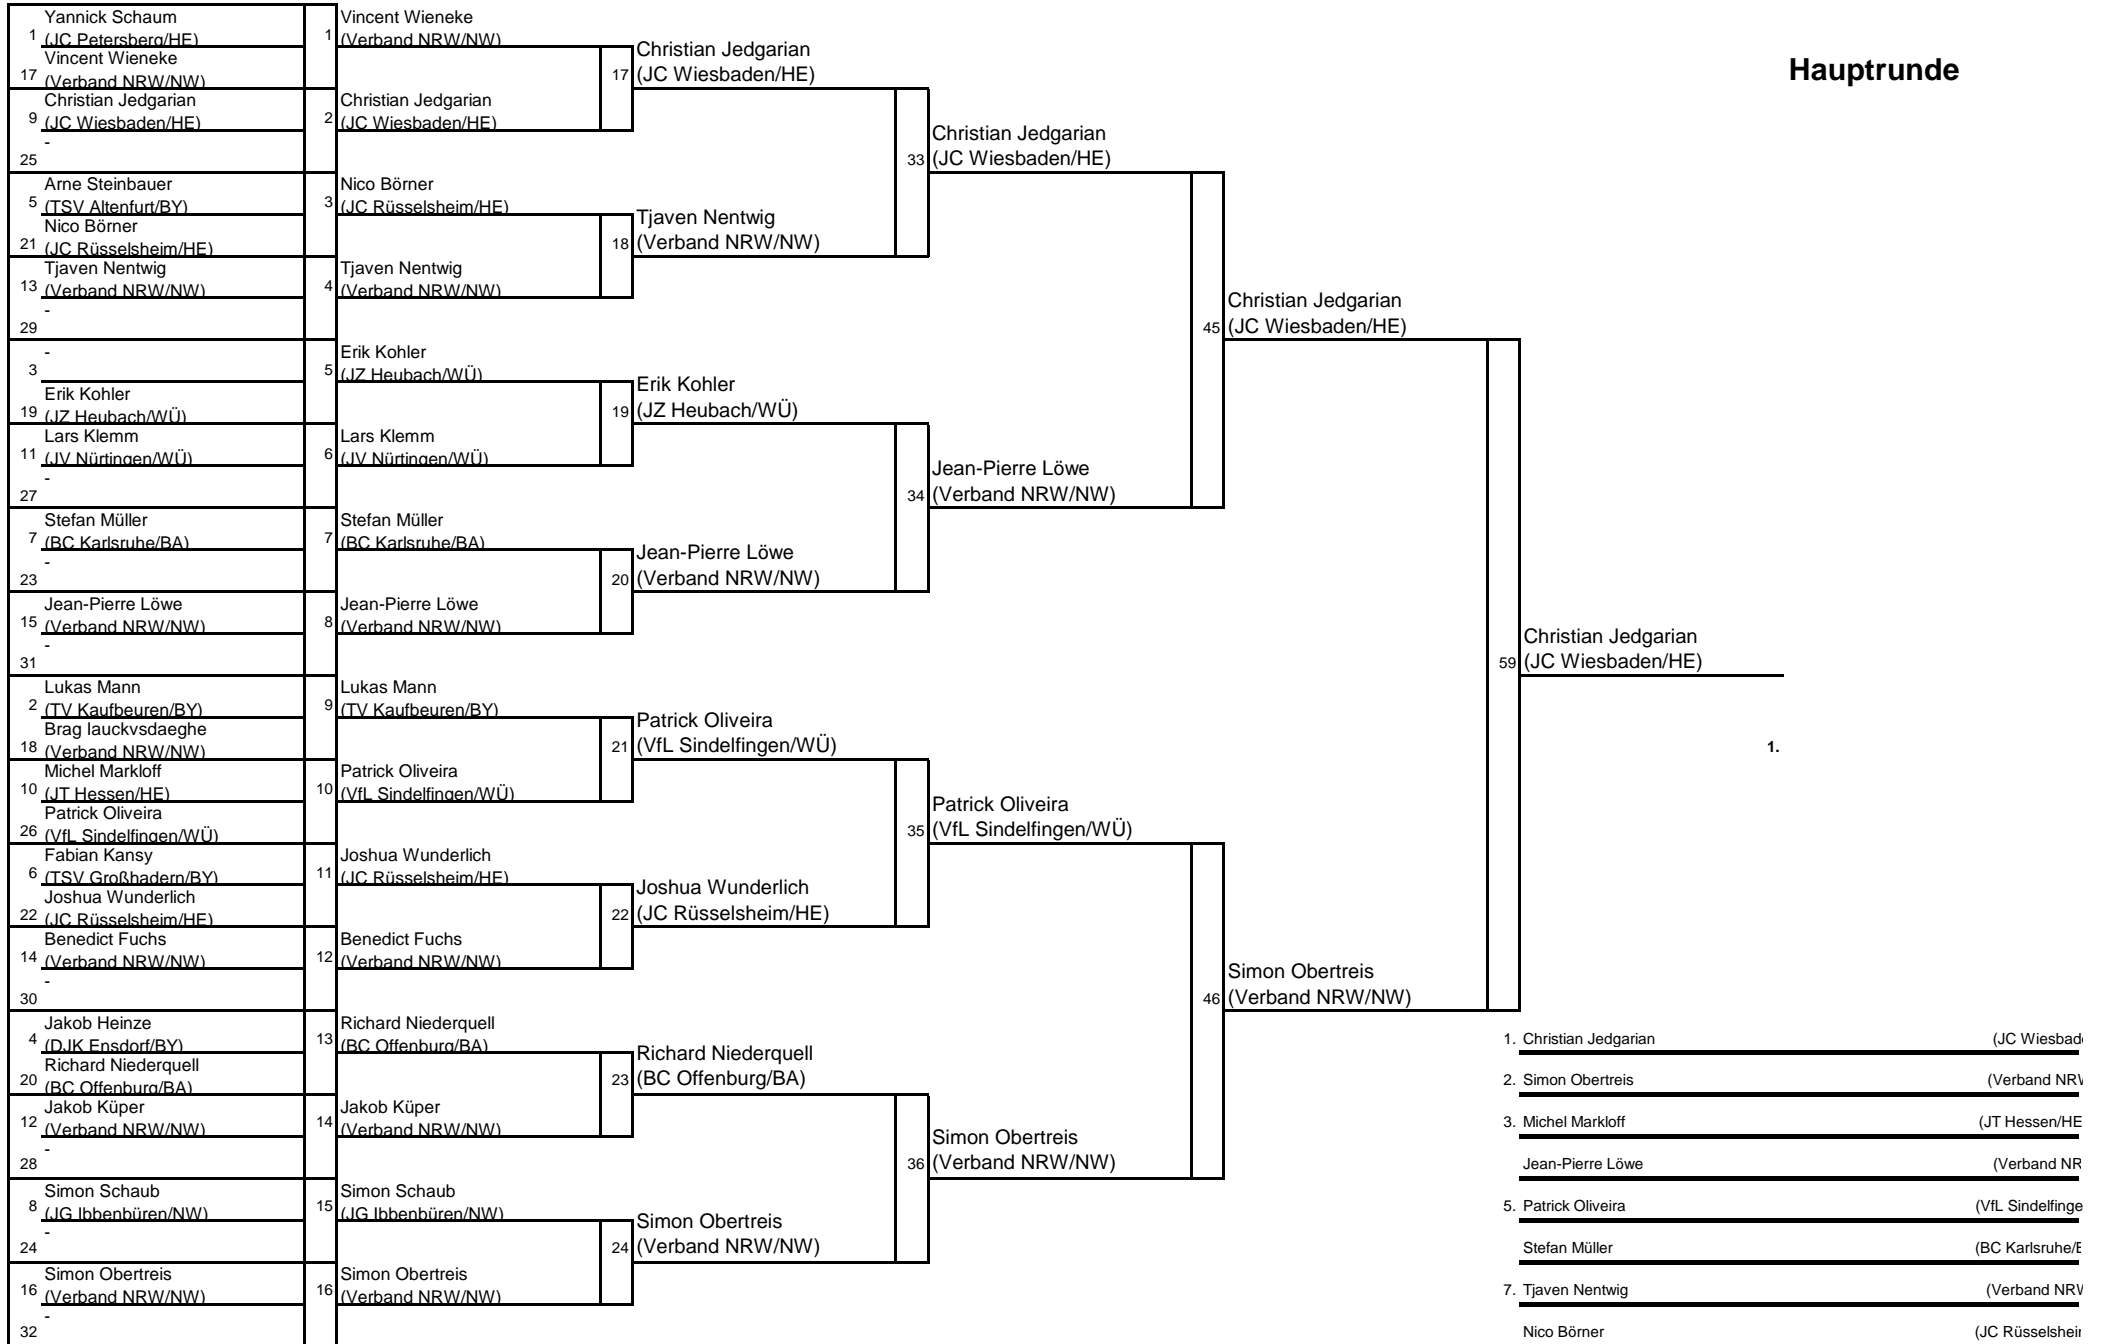 Hauptrunde
1 Yannick Schaum
(JC Petersberg/HE)
17 Vincent Wieneke
(Verband NRW/NW)
9 Christian Jedgarian
(JC Wiesbaden/HE)
25 -
5 Arne Steinbauer
(TSV Altenfurt/BY)
21 Nico Börner
(JC Rüsselsheim/HE)
13 Tjaven Nentwig
(Verband NRW/NW)
29 -
3 -
19 Erik Kohler
(JZ Heubach/WÜ)
11 Lars Klemm
(JV Nürtingen/WÜ)
27 -
7 Stefan Müller
(BC Karlsruhe/BA)
23 -
15 Jean-Pierre Löwe
(Verband NRW/NW)
31 -
2 Lukas Mann
(TV Kaufbeuren/BY)
18 Brag Iauckvsdaeghe
(Verband NRW/NW)
10 Michel Markloff
(JT Hessen/HE)
26 Patrick Oliveira
(VfL Sindelfingen/WÜ)
6 Fabian Kansy
(TSV Großhadern/BY)
22 Joshua Wunderlich
(JC Rüsselsheim/HE)
14 Benedict Fuchs
(Verband NRW/NW)
30 -
4 Jakob Heinze
(DJK Ensdorf/BY)
20 Richard Niederquell
(BC Offenburg/BA)
12 Jakob Küper
(Verband NRW/NW)
28 -
8 Simon Schaub
(JG Ibbenbüren/NW)
24 -
16 Simon Obertreis
(Verband NRW/NW)
32 -
1 Vincent Wieneke
(Verband NRW/NW)
2 Christian Jedgarian
(JC Wiesbaden/HE)
3 Nico Börner
(JC Rüsselsheim/HE)
4 Tjaven Nentwig
(Verband NRW/NW)
5 Erik Kohler
(JZ Heubach/WÜ)
6 Lars Klemm
(JV Nürtingen/WÜ)
7 Stefan Müller
(BC Karlsruhe/BA)
8 Jean-Pierre Löwe
(Verband NRW/NW)
9 Lukas Mann
(TV Kaufbeuren/BY)
10 Patrick Oliveira
(VfL Sindelfingen/WÜ)
11 Joshua Wunderlich
(JC Rüsselsheim/HE)
12 Benedict Fuchs
(Verband NRW/NW)
13 Richard Niederquell
(BC Offenburg/BA)
14 Jakob Küper
(Verband NRW/NW)
15 Simon Schaub
(JG Ibbenbüren/NW)
16 Simon Obertreis
(Verband NRW/NW)
17 Christian Jedgarian
(JC Wiesbaden/HE)
18 Tjaven Nentwig
(Verband NRW/NW)
19 Erik Kohler
(JZ Heubach/WÜ)
20 Jean-Pierre Löwe
(Verband NRW/NW)
21 Patrick Oliveira
(VfL Sindelfingen/WÜ)
22 Joshua Wunderlich
(JC Rüsselsheim/HE)
23 Richard Niederquell
(BC Offenburg/BA)
24 Simon Obertreis
(Verband NRW/NW)
33 Christian Jedgarian
(JC Wiesbaden/HE)
34 Jean-Pierre Löwe
(Verband NRW/NW)
35 Patrick Oliveira
(VfL Sindelfingen/WÜ)
36 Simon Obertreis
(Verband NRW/NW)
45 Christian Jedgarian
(JC Wiesbaden/HE)
46 Simon Obertreis
(Verband NRW/NW)
59 Christian Jedgarian
(JC Wiesbaden/HE)
1.
1. Christian Jedgarian (JC Wiesbad
2. Simon Obertreis (Verband NR
3. Michel Markloff (JT Hessen/HE
Jean-Pierre Löwe (Verband NR
5. Patrick Oliveira (VfL Sindelfinge
Stefan Müller (BC Karlsruhe/
7. Tjaven Nentwig (Verband NR
Nico Börner (JC Rüsselshei